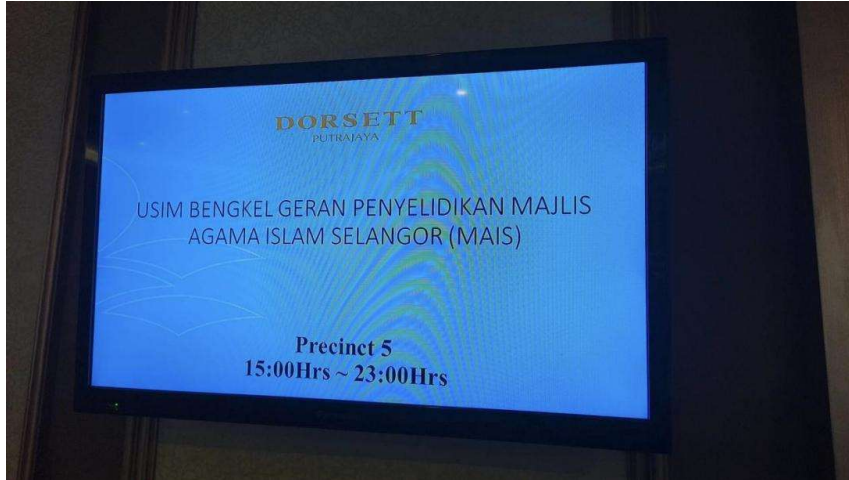 DORSETT
PUTRAJAYA
USIM BENGKEL GERAN PENYELIDIKAN MAJLIS
AGAMA ISLAM SELANGOR (MAIS)
Precinct 5
15:00Hrs ~ 23:00Hrs